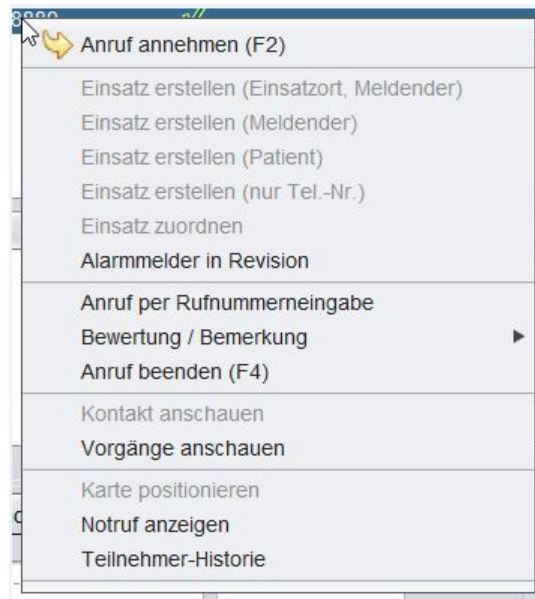 8880
Anruf annehmen (F2)
Einsatz erstellen (Einsatzort, Meldender)
Einsatz erstellen (Meldender)
Einsatz erstellen (Patient)
Einsatz erstellen (nur Tel.-Nr.)
Einsatz zuordnen
Alarmmelder in Revision
Anruf per Rufnummerneingabe
Bewertung / Bemerkung
Anruf beenden (F4)
Kontakt anschauen
Vorgänge anschauen
Karte positionieren
Notruf anzeigen
Teilnehmer-Historie